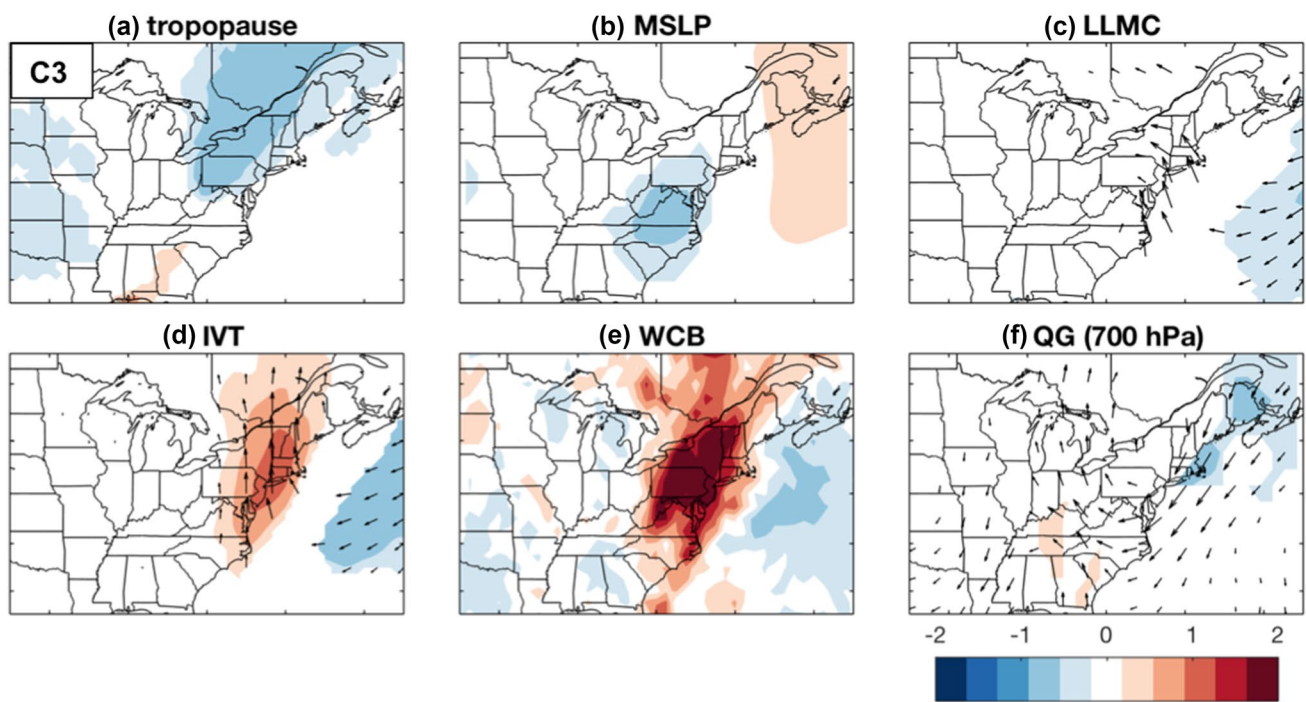 (a) tropopause
(b) MSLP
(c) LLMC
C3
(d) IVT
(e) WCB
(f) QG (700 hPa)
-2 -1 0 1 2